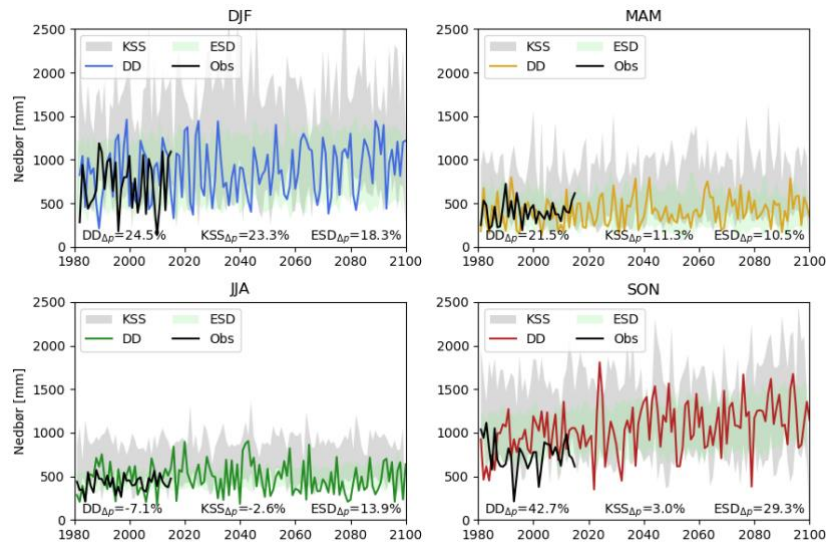 DJF
Nedbør [mm]
2500
2000
1500
1000
500
0
KSS
ESD
DD
Obs
DDΔp=24.5%
KSSΔp=23.3%
ESDΔp=18.3%
1980 2000 2020 2040 2060 2080 2100
MAM
2500
2000
1500
1000
500
0
KSS
ESD
DD
Obs
DDΔp=21.5%
KSSΔp=11.3%
ESDΔp=10.5%
1980 2000 2020 2040 2060 2080 2100
JJA
Nedbør [mm]
2500
2000
1500
1000
500
0
KSS
ESD
DD
Obs
DDΔp=-7.1%
KSSΔp=-2.6%
ESDΔp=13.9%
1980 2000 2020 2040 2060 2080 2100
SON
2500
2000
1500
1000
500
0
KSS
ESD
DD
Obs
DDΔp=42.7%
KSSΔp=3.0%
ESDΔp=29.3%
1980 2000 2020 2040 2060 2080 2100